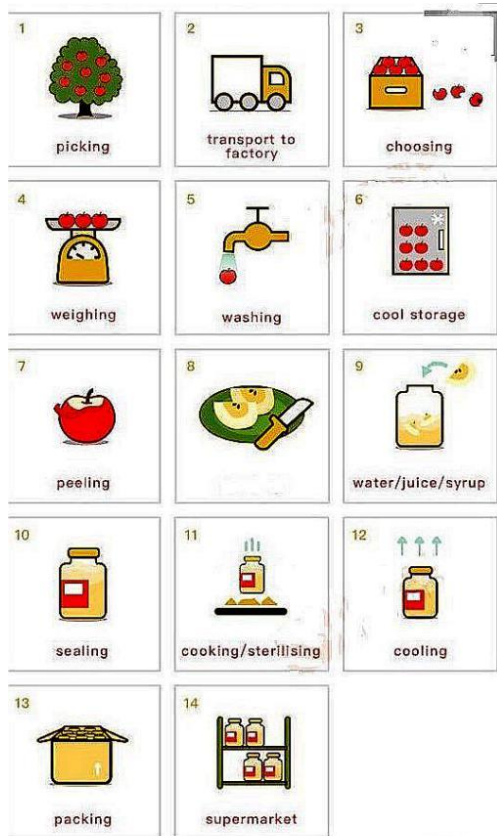 1
picking
2
transport to
factory
3
choosing
4
weighing
5
washing
6
cool storage
7
peeling
8
9
water/juice/syrup
10
sealing
11
cooking/sterilising
12
cooling
13
packing
14
supermarket